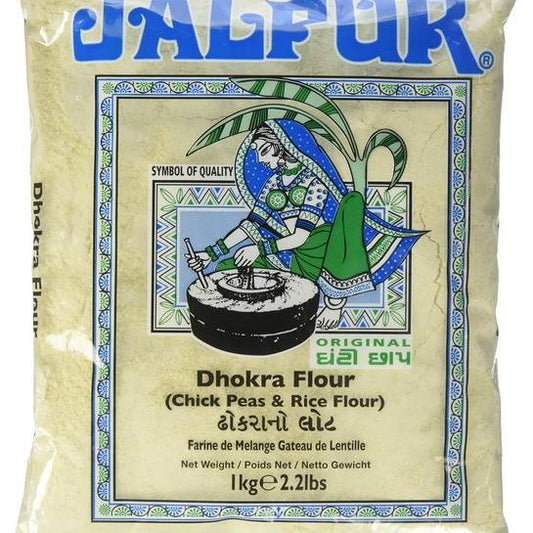 JALPUR®
SYMBOL OF QUALITY
Dhokra Flour
ORIGINAL
ઘંટી છાપ
Dhokra Flour
(Chick Peas & Rice Flour)
ઢોકરાનો લોટ
Farine de Melange Gateau de Lentille
Net Weight / Poids Net / Netto Gewicht
1kg℮2.2lbs